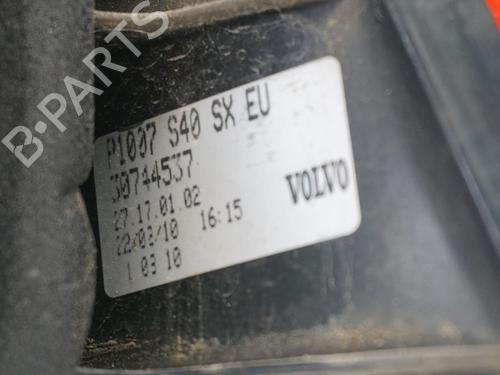 B-PARTS
P1007 S40 SX EU
30744537
27.17.01.02
22/03/10 16:15
1 03 10
VOLVO